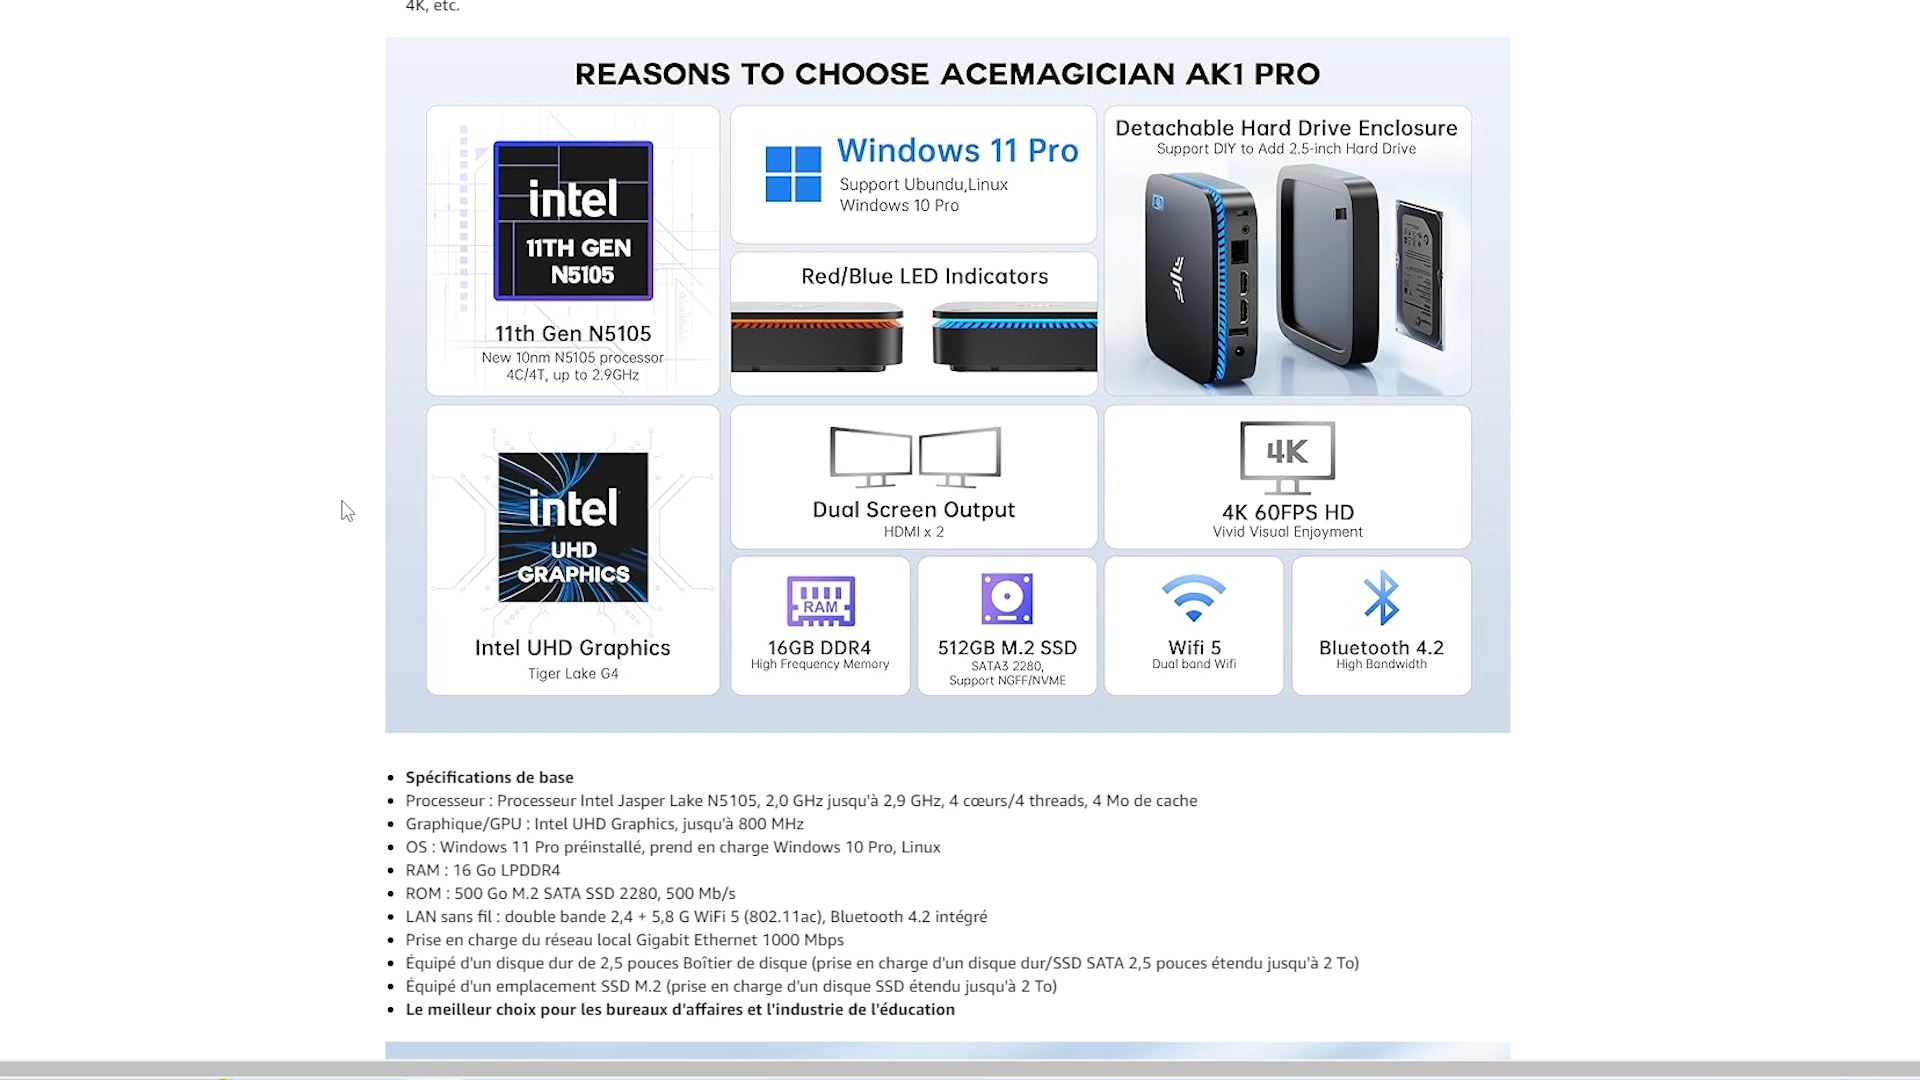 4K, etc.
REASONS TO CHOOSE ACEMAGICIAN AK1 PRO
intel
11TH GEN
N5105
11th Gen N5105
New 10nm N5105 processor
4C/4T, up to 2.9GHz
Windows 11 Pro
Support Ubundu,Linux
Windows 10 Pro
Red/Blue LED Indicators
Detachable Hard Drive Enclosure
Support DIY to Add 2.5-inch Hard Drive
intel
UHD
GRAPHICS
Intel UHD Graphics
Tiger Lake G4
Dual Screen Output
HDMI x 2
4K
4K 60FPS HD
Vivid Visual Enjoyment
RAM
16GB DDR4
High Frequency Memory
512GB M.2 SSD
SATA3 2280,
Support NGFF/NVME
Wifi 5
Dual band Wifi
Bluetooth 4.2
High Bandwidth
Spécifications de base
Processeur : Processeur Intel Jasper Lake N5105, 2,0 GHz jusqu'à 2,9 GHz, 4 cœurs/4 threads, 4 Mo de cache
Graphique/GPU : Intel UHD Graphics, jusqu'à 800 MHz
OS : Windows 11 Pro préinstallé, prend en charge Windows 10 Pro, Linux
RAM : 16 Go LPDDR4
ROM : 500 Go M.2 SATA SSD 2280, 500 Mb/s
LAN sans fil : double bande 2,4 + 5,8 G WiFi 5 (802.11ac), Bluetooth 4.2 intégré
Prise en charge du réseau local Gigabit Ethernet 1000 Mbps
Équipé d'un disque dur de 2,5 pouces Boîtier de disque (prise en charge d'un disque dur/SSD SATA 2,5 pouces étendu jusqu'à 2 To)
Équipé d'un emplacement SSD M.2 (prise en charge d'un disque SSD étendu jusqu'à 2 To)
Le meilleur choix pour les bureaux d'affaires et l'industrie de l'éducation